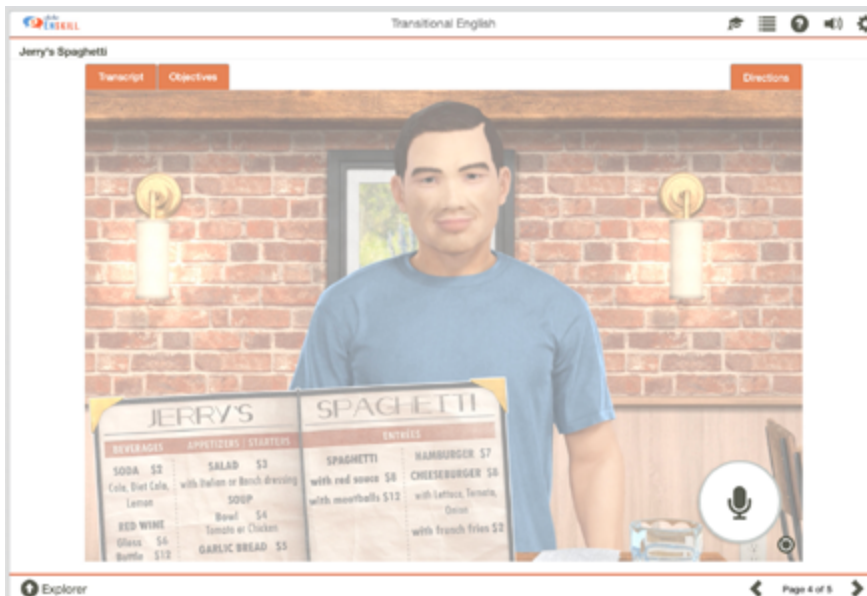 ENSKILL
Transitional English
Jerry's Spaghetti
Transcript Objectives Directions
JERRY'S SPAGHETTI
BEVERAGES
SODA $2
Cola, Diet Cola,
Lemon
RED WINE
Glass $6
Bottle $12
APPETIZERS | STARTERS
SALAD $3
with Italian or Ranch dressing
SOUP
Bowl $4
Tomato or Chicken
GARLIC BREAD $5
ENTREES
SPAGHETTI
with red sauce $8
with meatballs $12
HAMBURGER $7
CHEESEBURGER $8
with Lettuce, Tomato,
Onion
with french fries $2
Explorer
Page 4 of 5